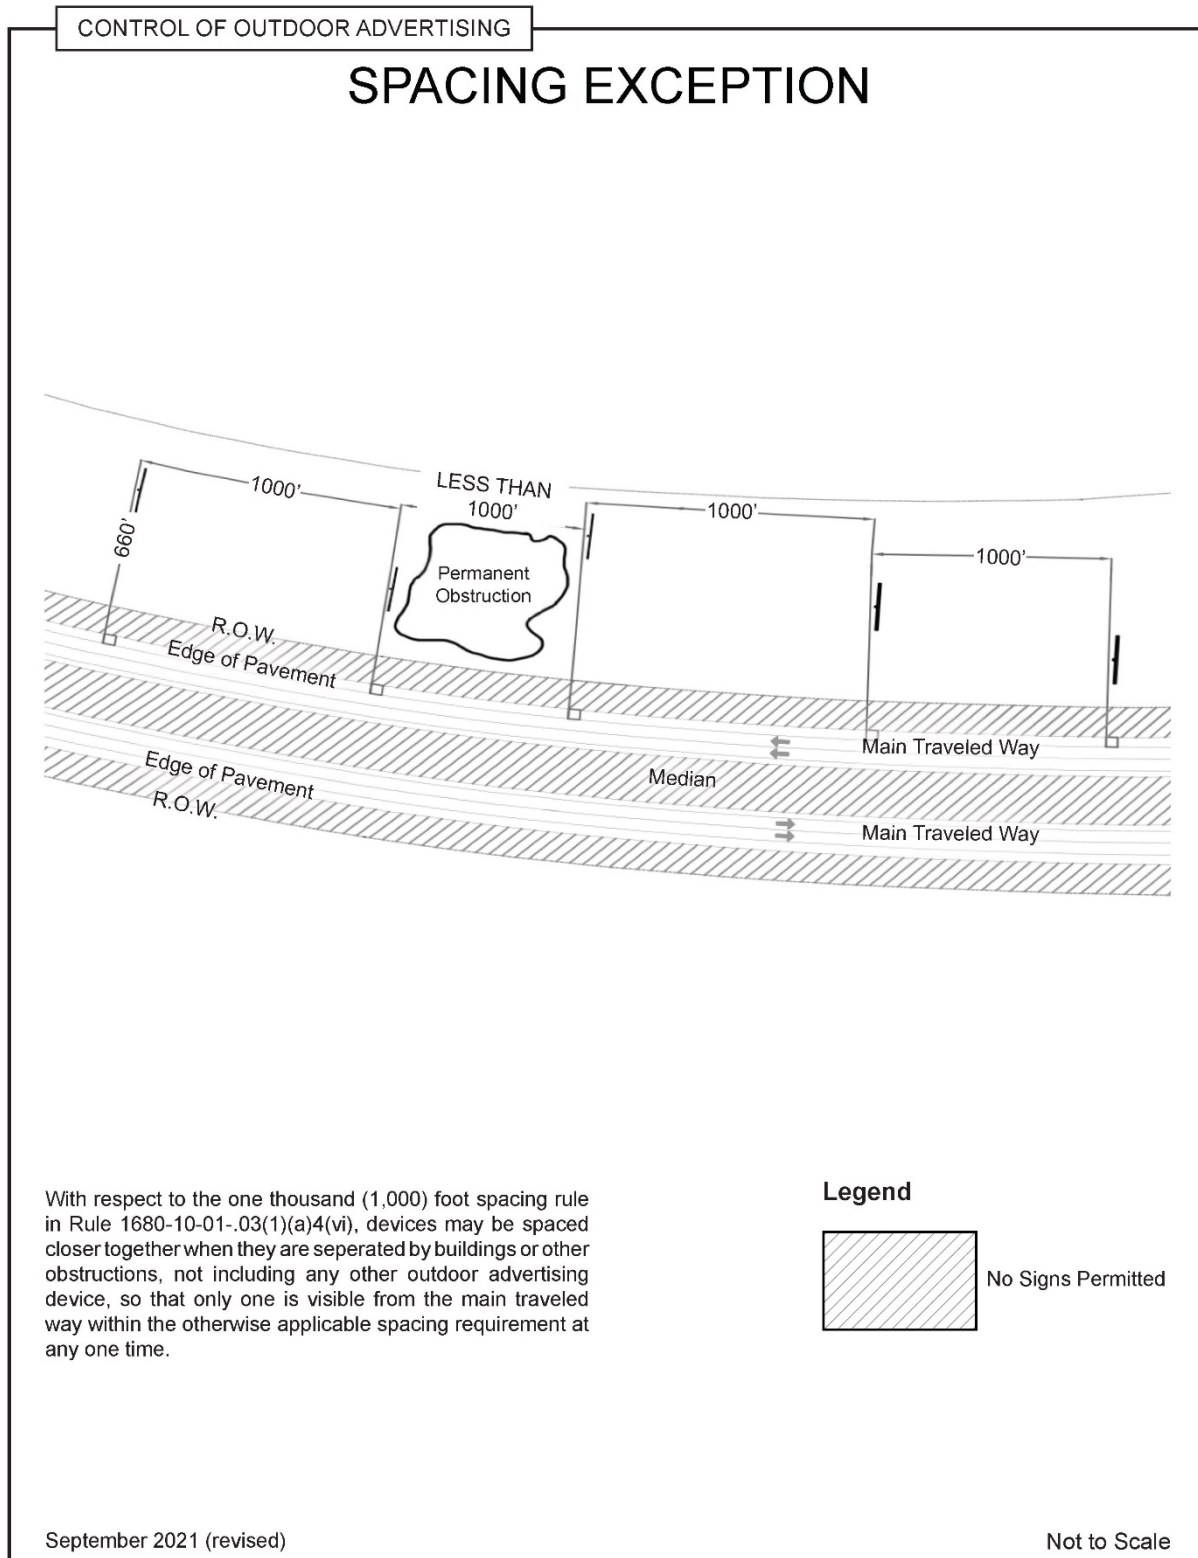 CONTROL OF OUTDOOR ADVERTISING
SPACING EXCEPTION
1000'
LESS THAN
1000'
1000'
1000'
660'
Permanent
Obstruction
R.O.W.
Edge of Pavement
Main Traveled Way
Median
Edge of Pavement
R.O.W.
Main Traveled Way
With respect to the one thousand (1,000) foot spacing rule
in Rule 1680-10-01-.03(1)(a)4(vi), devices may be spaced
closer together when they are seperated by buildings or other
obstructions, not including any other outdoor advertising
device, so that only one is visible from the main traveled
way within the otherwise applicable spacing requirement at
any one time.
Legend
No Signs Permitted
September 2021 (revised)
Not to Scale